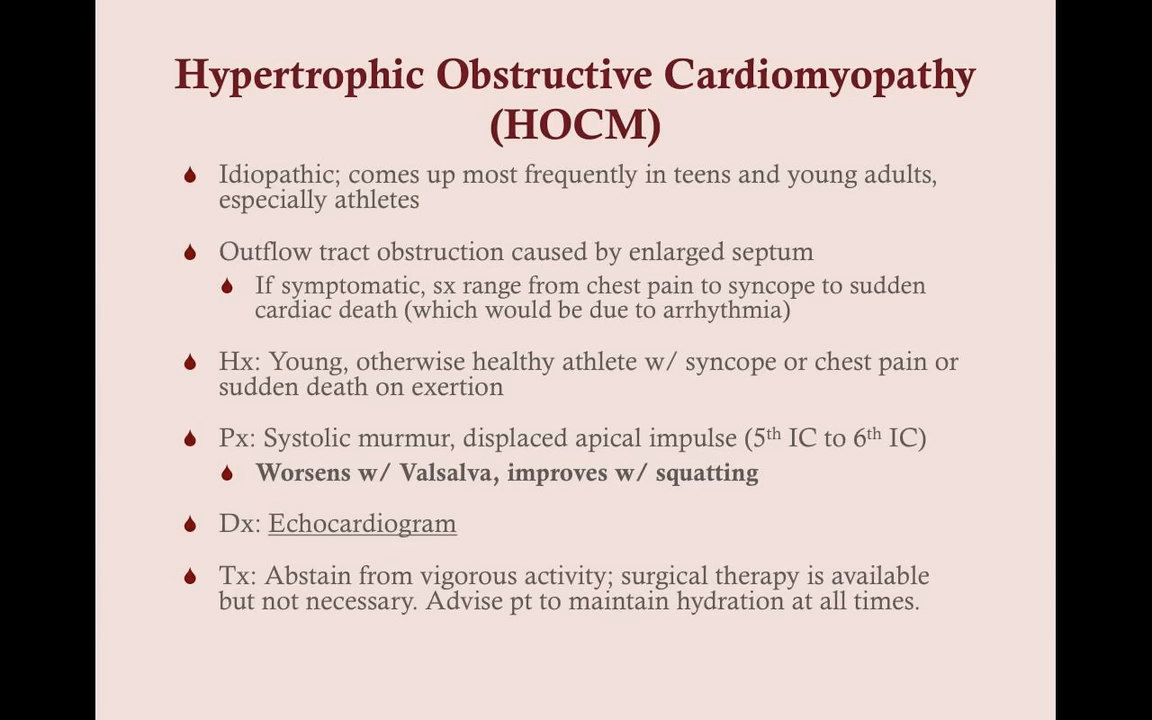 Hypertrophic Obstructive Cardiomyopathy
(HOCM)
Idiopathic; comes up most frequently in teens and young adults,
especially athletes
Outflow tract obstruction caused by enlarged septum
If symptomatic, sx range from chest pain to syncope to sudden
cardiac death (which would be due to arrhythmia)
Hx: Young, otherwise healthy athlete w/ syncope or chest pain or
sudden death on exertion
Px: Systolic murmur, displaced apical impulse (5th IC to 6th IC)
Worsens w/ Valsalva, improves w/ squatting
Dx: Echocardiogram
Tx: Abstain from vigorous activity; surgical therapy is available
but not necessary. Advise pt to maintain hydration at all times.